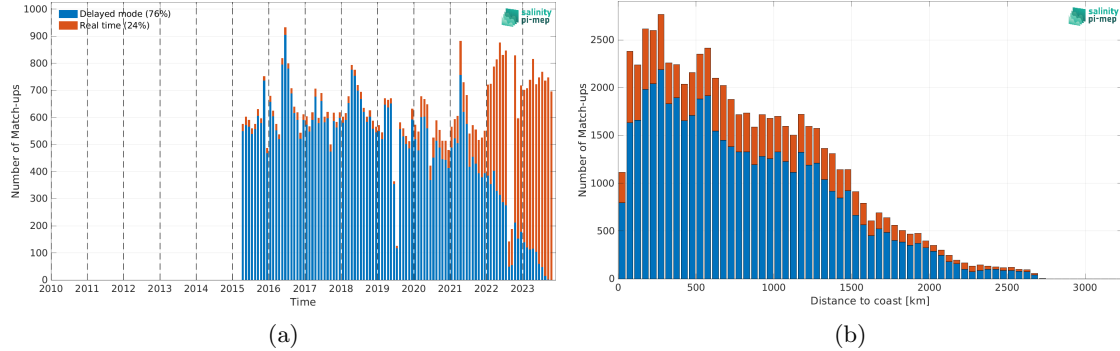 Delayed mode (76%)
Real time (24%)
salinity
pi-mep
Number of Match-ups
1000
900
800
700
600
500
400
300
200
100
0
2010 2011 2012 2013 2014 2015 2016 2017 2018 2019 2020 2021 2022 2023
Time
(a)
salinity
pi-mep
Number of Match-ups
2500
2000
1500
1000
500
0
0 500 1000 1500 2000 2500 3000
Distance to coast [km]
(b)